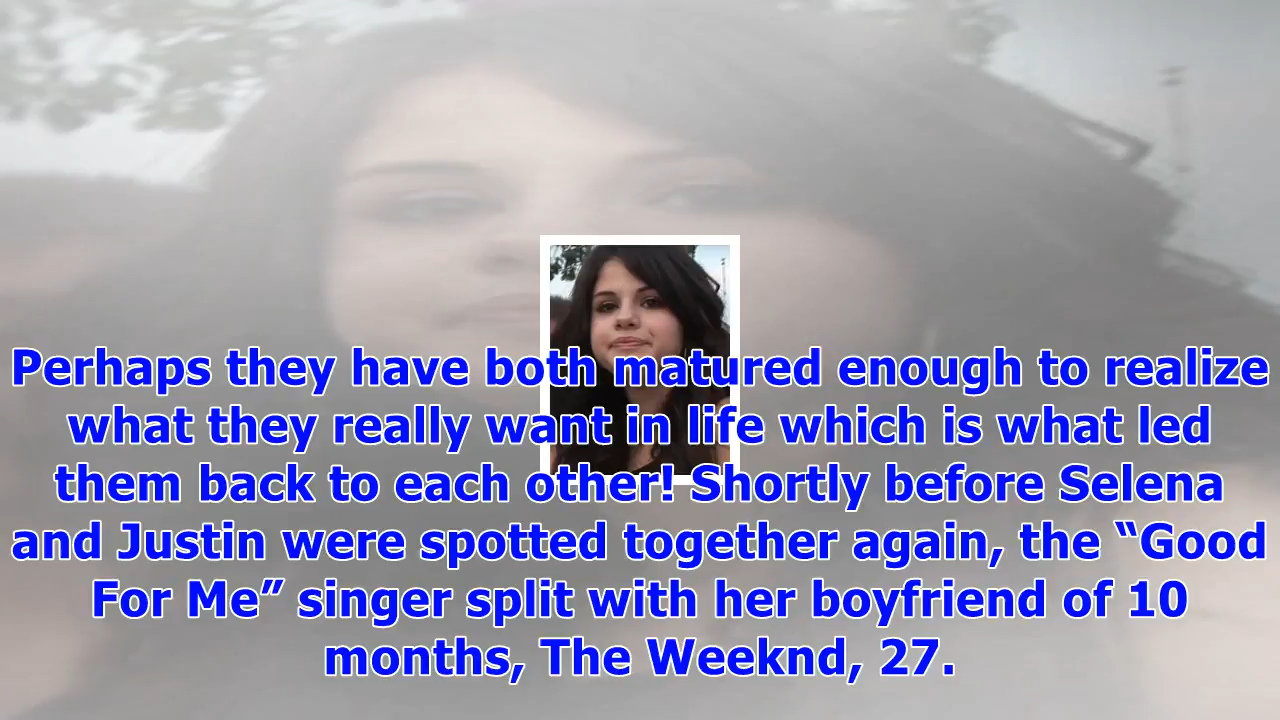 Perhaps they have both matured enough to realize
what they really want in life which is what led
them back to each other! Shortly before Selena
and Justin were spotted together again, the “Good
For Me” singer split with her boyfriend of 10
months, The Weeknd, 27.